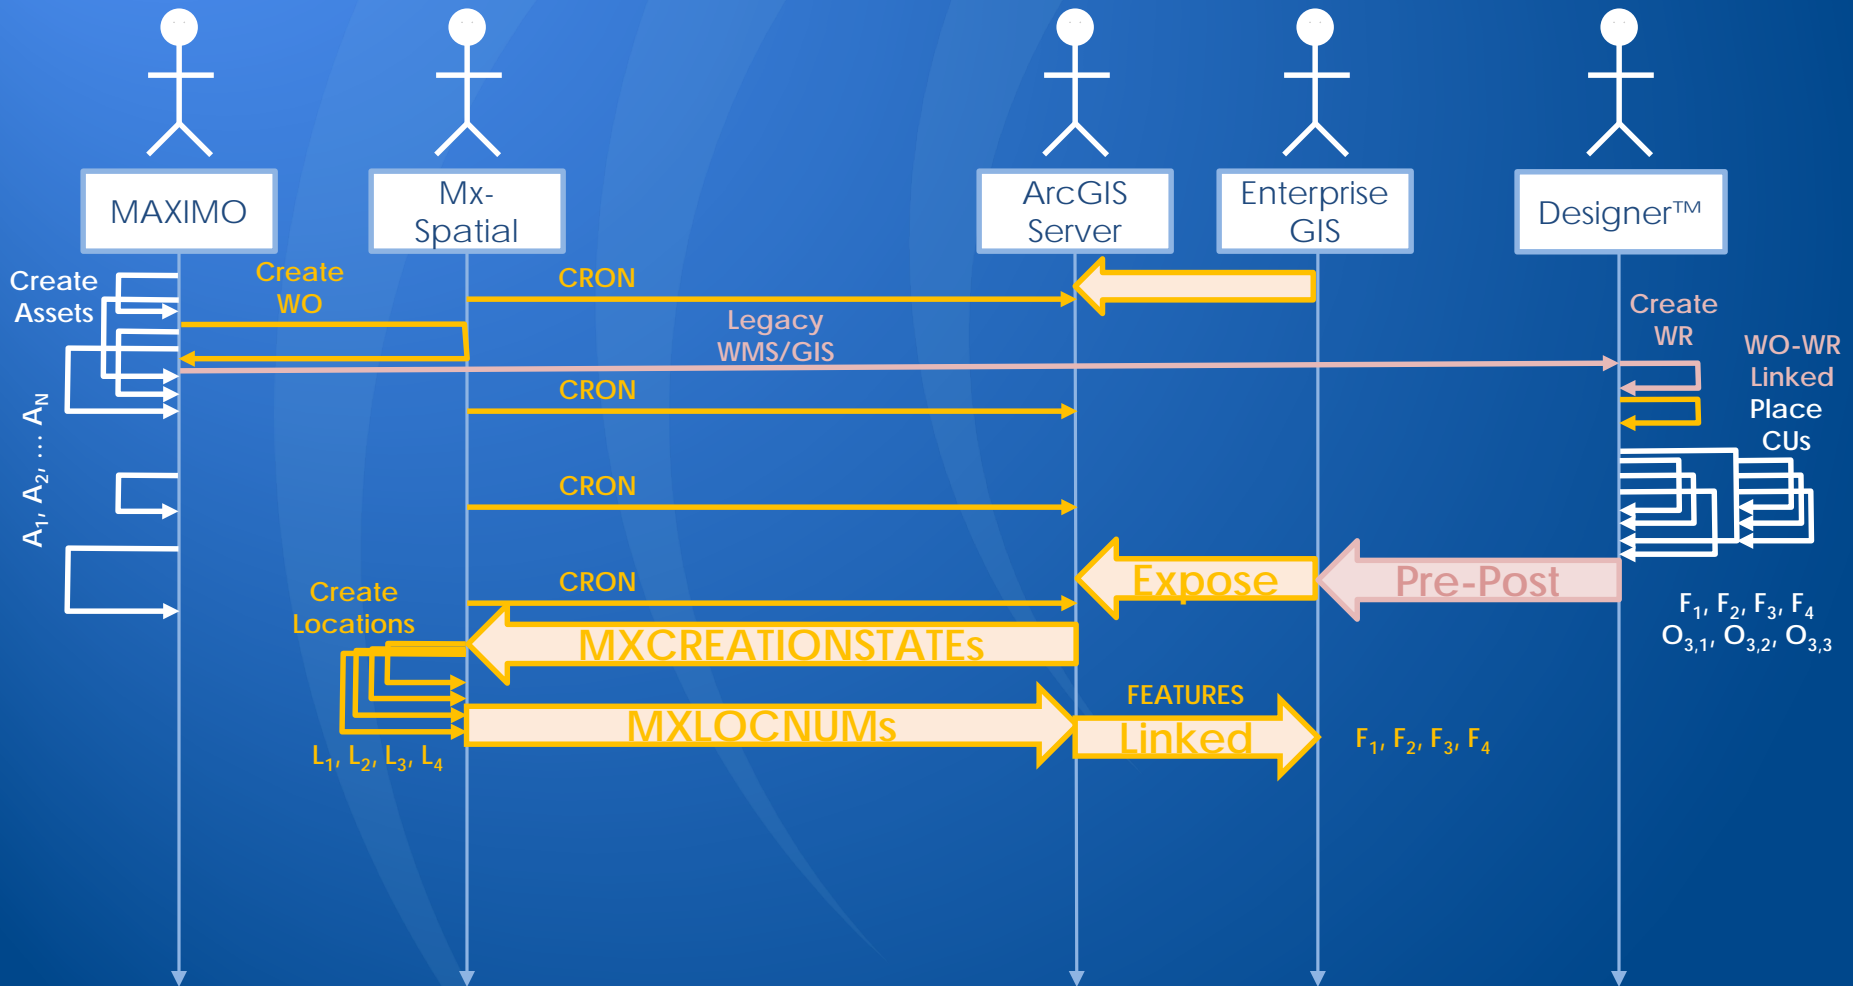 MAXIMO
Mx-
Spatial
ArcGIS
Server
Enterprise
GIS
Designer™
Create
Assets
Create
WO
CRON
Legacy
WMS/GIS
Create
WR
WO-WR
Linked
Place
CUs
CRON
A₁, A₂, … A_N
CRON
CRON
Expose
Pre-Post
F₁, F₂, F₃, F₄
O₃,₁, O₃,₂, O₃,₃
Create
Locations
MXCREATIONSTATEs
MXLOCNUMs
FEATURES
Linked
F₁, F₂, F₃, F₄
L₁, L₂, L₃, L₄